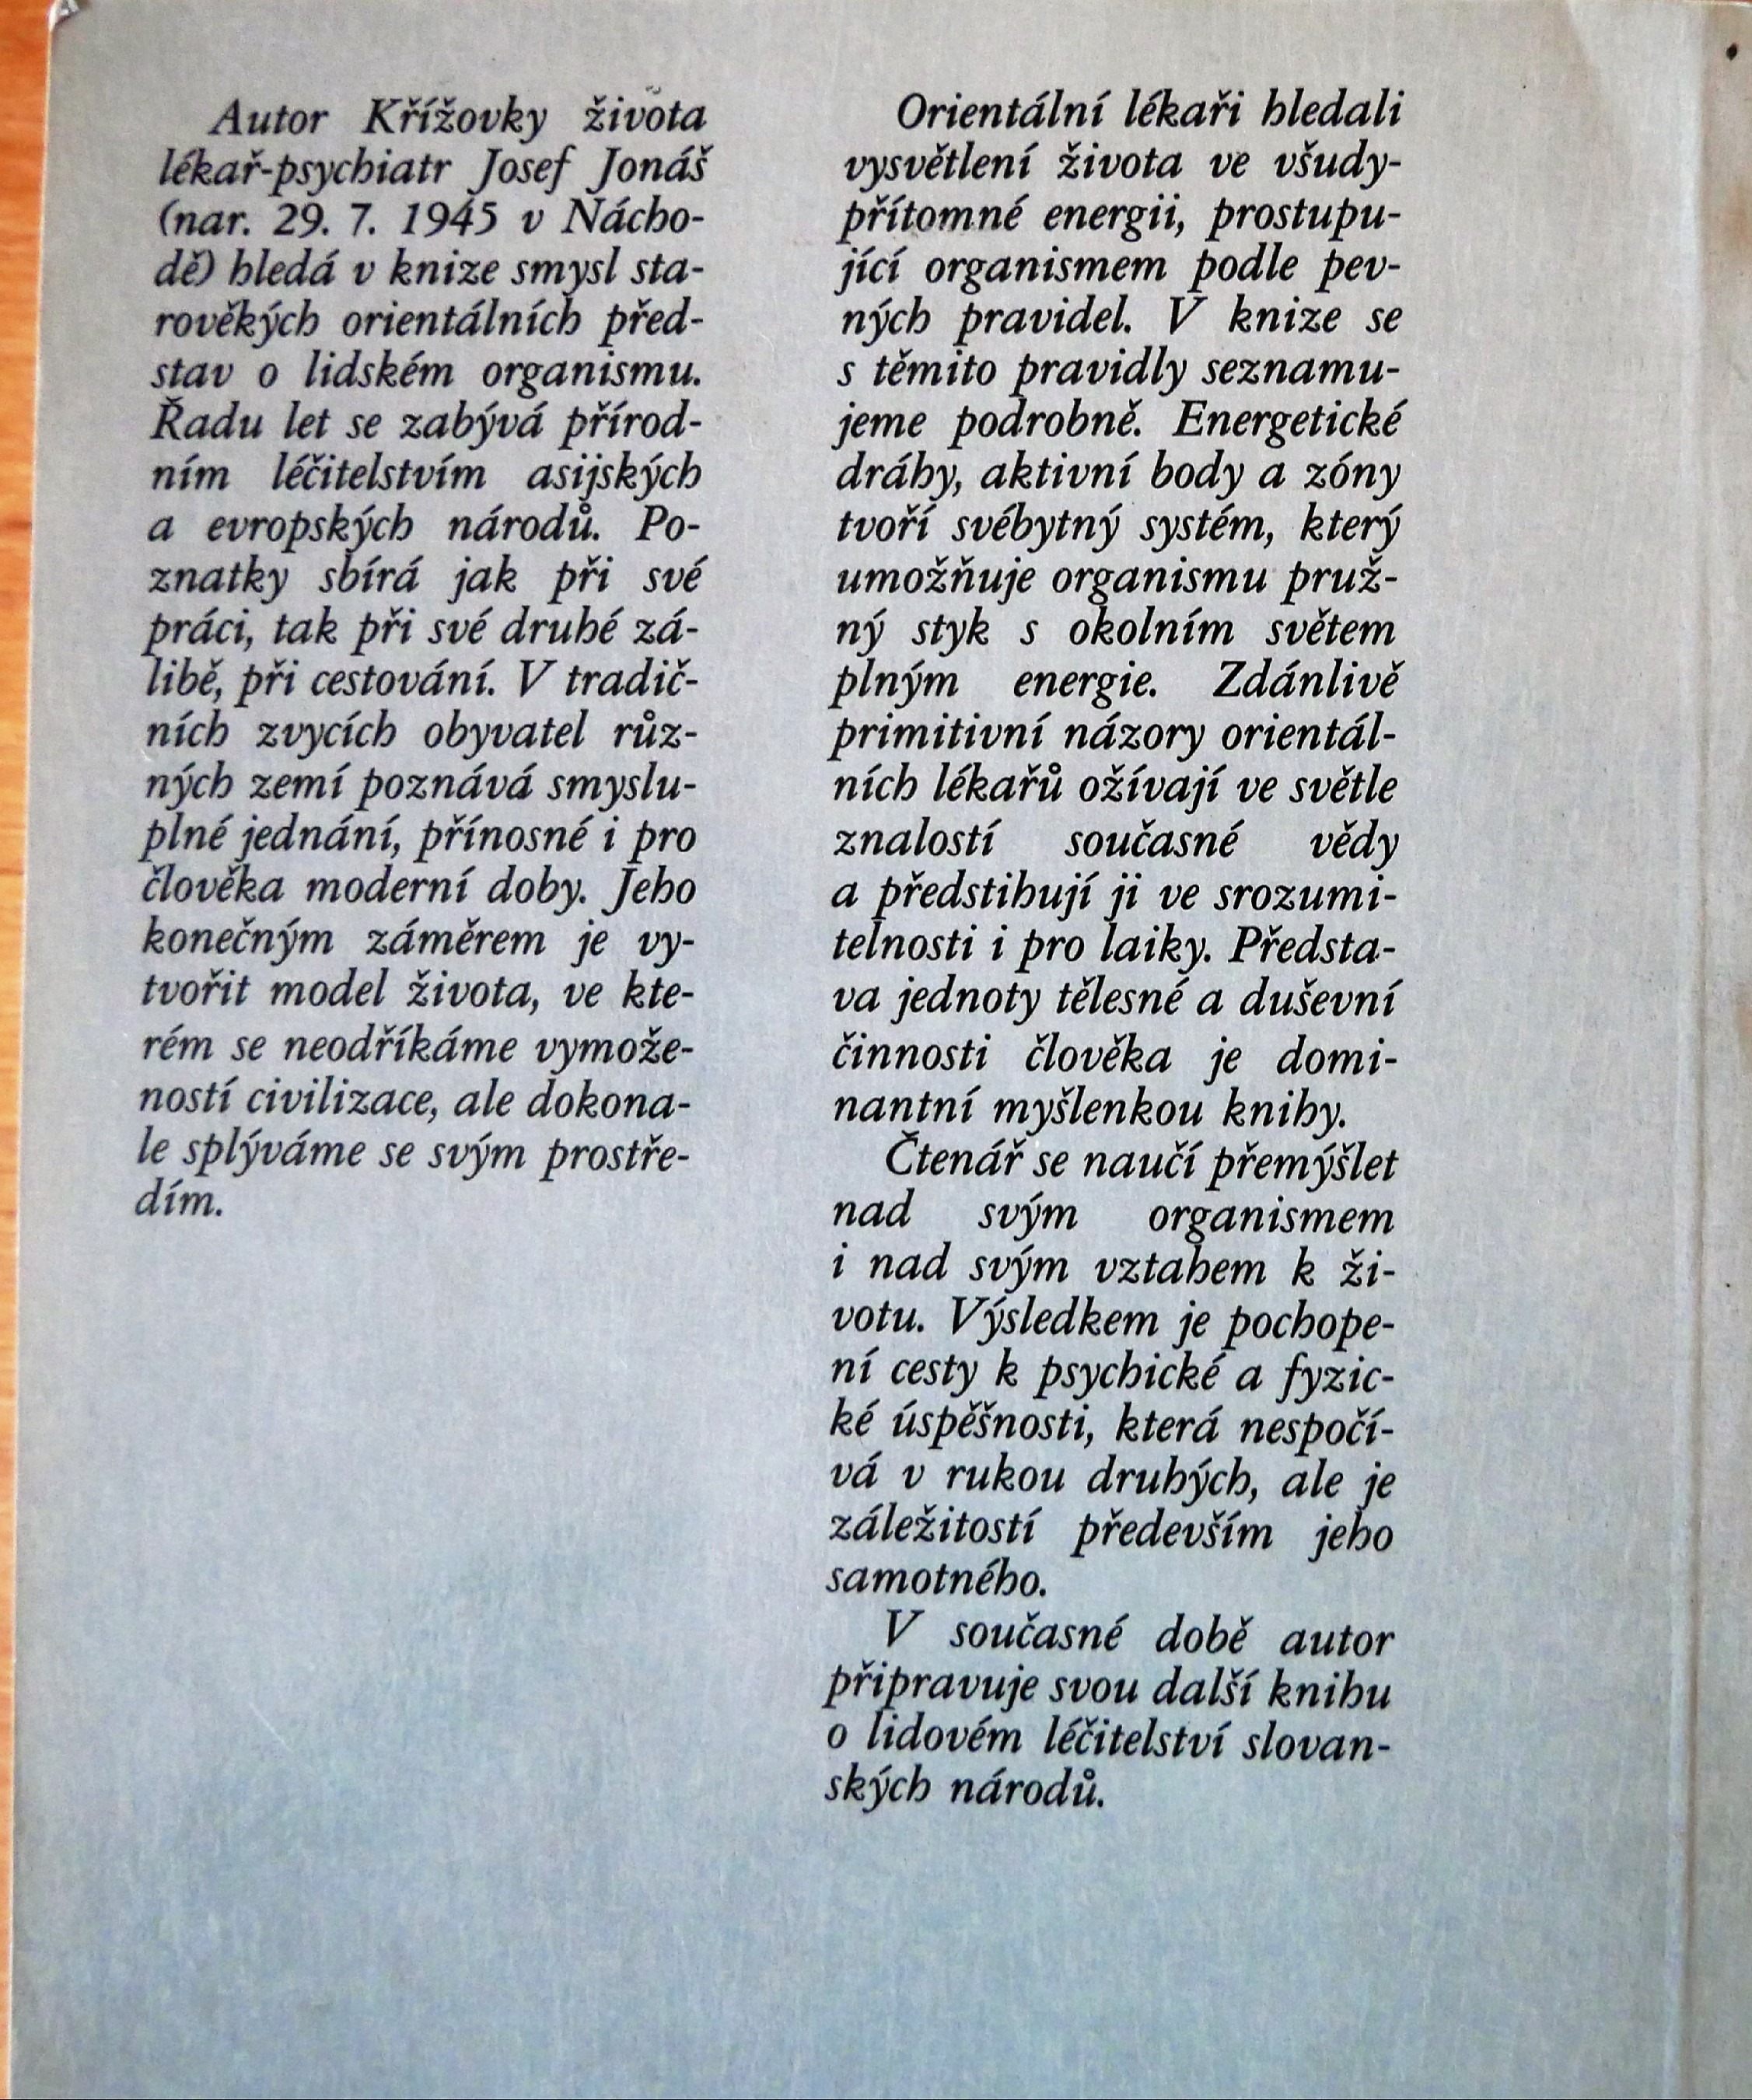 Autor Křížovky života
lékař-psychiatr Josef Jonáš
(nar. 29. 7. 1945 v Nácho-
dě) hledá v knize smysl sta-
rověkých orientálních před-
stav o lidském organismu.
Řadu let se zabývá přírod-
ním léčitelstvím asijských
a evropských národů. Po-
znatky sbírá jak při své
práci, tak při své druhé zá-
libě, při cestování. V tradič-
ních zvycích obyvatel růz-
ných zemí poznává smyslu-
plné jednání, přínosné i pro
člověka moderní doby. Jeho
konečným záměrem je vy-
tvořit model života, ve kte-
rém se neodříkáme vymože-
ností civilizace, ale dokona-
le splýváme se svým prostře-
dím.
Orientální lékaři hledali
vysvětlení života ve všudy-
přítomné energii, prostupu-
jící organismem podle pev-
ných pravidel. V knize se
s těmito pravidly seznamu-
jeme podrobně. Energetické
dráhy, aktivní body a zóny
tvoří svébytný systém, který
umožňuje organismu pruž-
ný styk s okolním světem
plným energie. Zdánlivě
primitivní názory orientál-
ních lékařů ožívají ve světle
znalostí současné vědy
a předstihují ji ve srozumi-
telnosti i pro laiky. Předsta-
va jednoty tělesné a duševní
činnosti člověka je domi-
nantní myšlenkou knihy.
Čtenář se naučí přemýšlet
nad svým organismem
i nad svým vztahem k ži-
votu. Výsledkem je pochope-
ní cesty k psychické a fyzic-
ké úspěšnosti, která nespočí-
vá v rukou druhých, ale je
záležitostí především jeho
samotného.
V současné době autor
připravuje svou další knihu
o lidovém léčitelství slovan-
ských národů.